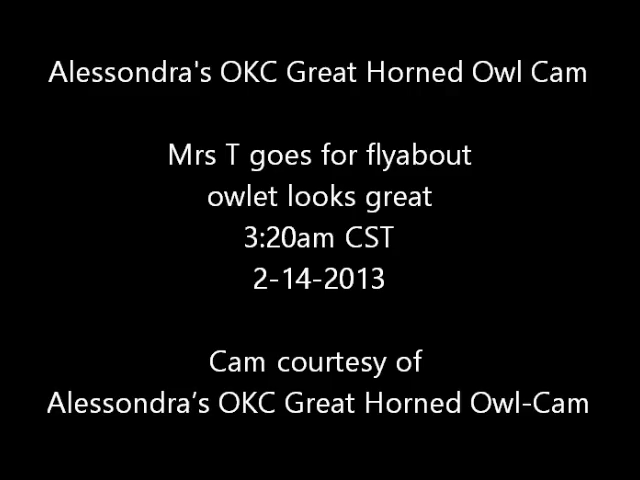 Alessondra's OKC Great Horned Owl Cam
Mrs T goes for flyabout
owlet looks great
3:20am CST
2-14-2013
Cam courtesy of
Alessondra’s OKC Great Horned Owl-Cam